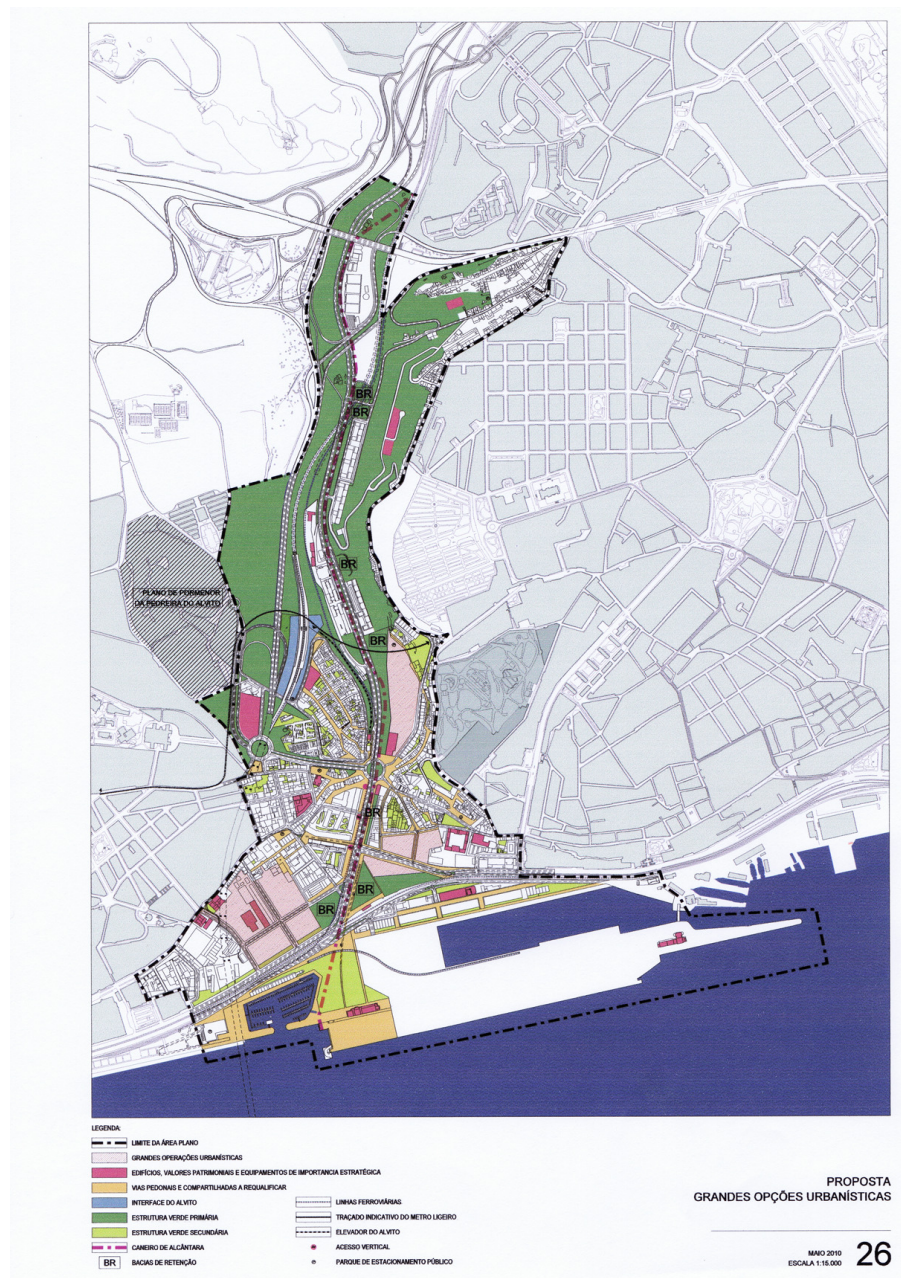 BR
BR
BR
PLANO DE PORMENOR
DA PEDREIRA DO ALVITO
BR
BR
BR
BR
LEGENDA:
LIMITE DA ÁREA PLANO
GRANDES OPERAÇÕES URBANÍSTICAS
EDIFÍCIOS, VALORES PATRIMONIAIS E EQUIPAMENTOS DE IMPORTANCIA ESTRATÉGICA
VIAS PEDONAIS E COMPARTILHADAS A REQUALIFICAR
INTERFACE DO ALVITO
ESTRUTURA VERDE PRIMÁRIA
ESTRUTURA VERDE SECUNDÁRIA
CANEIRO DE ALCÂNTARA
BR BACIAS DE RETENÇÃO
LINHAS FERROVIÁRIAS
TRAÇADO INDICATIVO DO METRO LIGEIRO
ELEVADOR DO ALVITO
ACESSO VERTICAL
PARQUE DE ESTACIONAMENTO PÚBLICO
PROPOSTA
GRANDES OPÇÕES URBANÍSTICAS
MAIO 2010
ESCALA 1:15.000
26